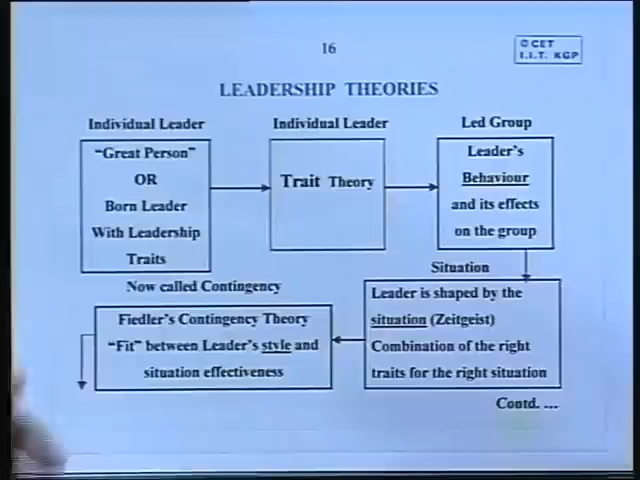 16
© CET
I.I.T. KGP
LEADERSHIP THEORIES
Individual Leader
"Great Person"
OR
Born Leader
With Leadership
Traits
Individual Leader
Trait Theory
Led Group
Leader's
Behaviour
and its effects
on the group
Situation
Leader is shaped by the
situation (Zeitgeist)
Combination of the right
traits for the right situation
Now called Contingency
Fiedler's Contingency Theory
"Fit" between Leader's style and
situation effectiveness
Contd. ...